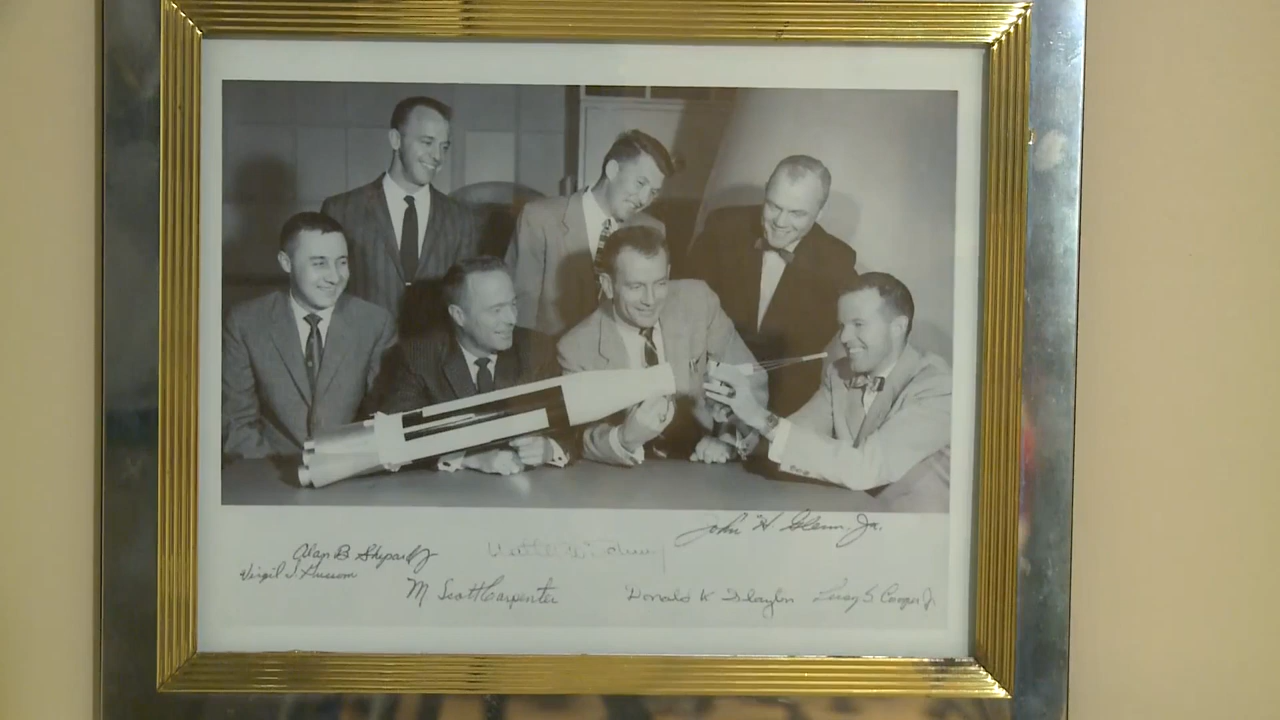 John H. Glenn, Jr.
Alan B Shepard Jr
Virgil I. Grissom
M Scott Carpenter
Donald K Slayton
Leroy G Cooper Jr.